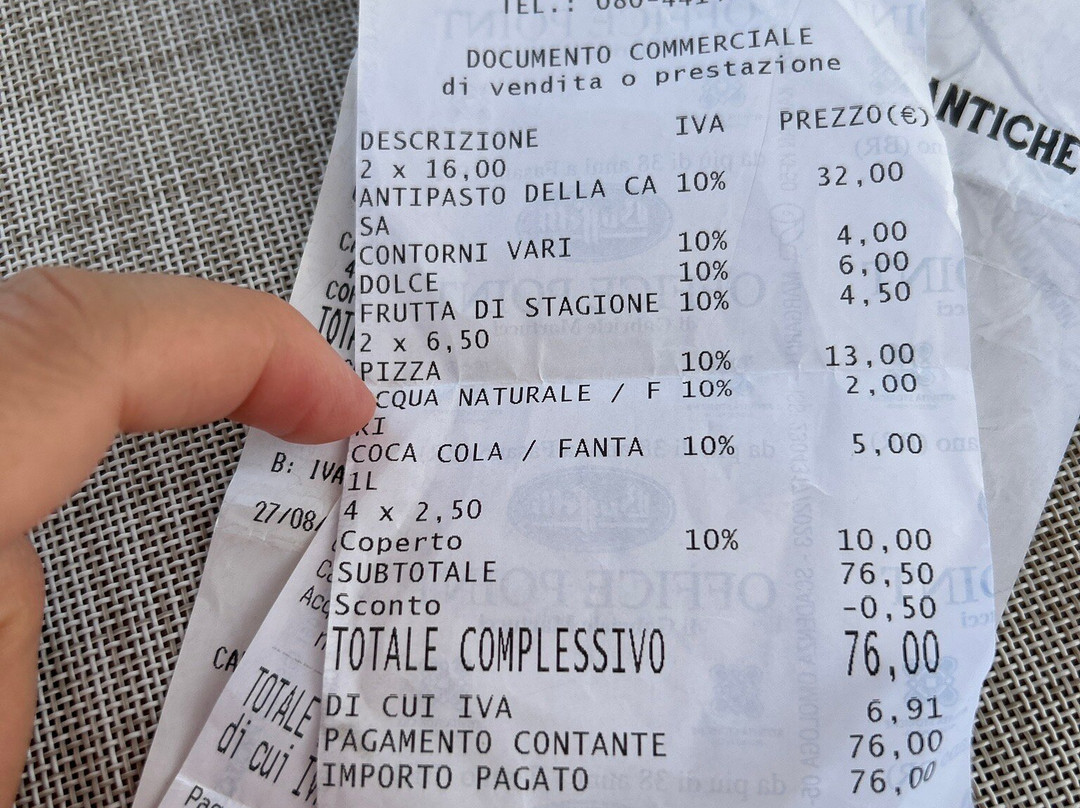 TEL.:
DOCUMENTO COMMERCIALE
di vendita o prestazione
DESCRIZIONE IVA PREZZO(€)
2 x 16,00
ANTIPASTO DELLA CA 10% 32,00
SA
CONTORNI VARI 10% 4,00
DOLCE 10% 6,00
FRUTTA DI STAGIONE 10% 4,50
2 x 6,50
PIZZA 10% 13,00
CQUA NATURALE / F 10% 2,00
RI
COCA COLA / FANTA 10% 5,00
1L
4 x 2,50
Coperto 10% 10,00
SUBTOTALE 76,50
Sconto -0,50
TOTALE COMPLESSIVO 76,00
DI CUI IVA 6,91
PAGAMENTO CONTANTE 76,00
IMPORTO PAGATO 76,00
NTICHE
B: IVA
27/08/
TOTALE
di cui